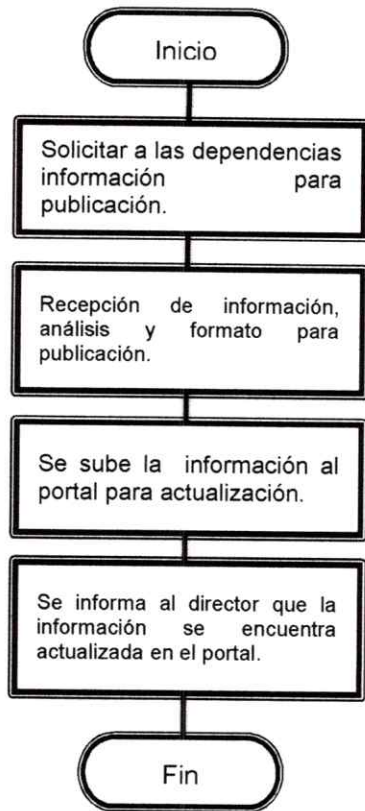 Inicio
Solicitar a las dependencias
información para
publicación.
Recepción de información,
análisis y formato para
publicación.
Se sube la información al
portal para actualización.
Se informa al director que la
información se encuentra
actualizada en el portal.
Fin